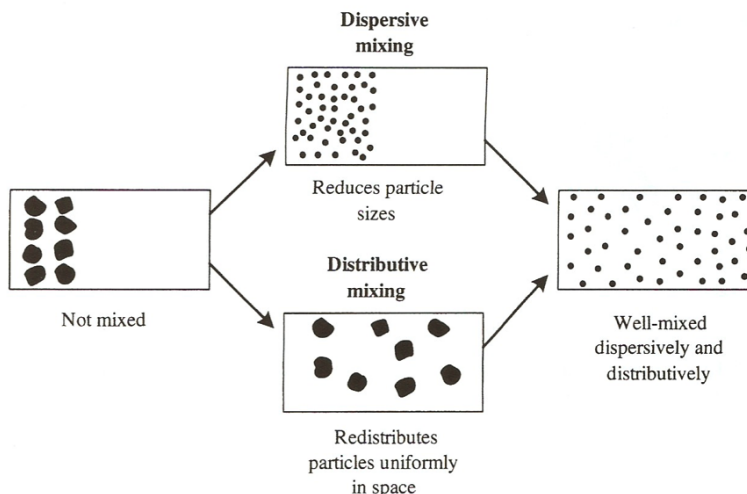 Dispersive
mixing
Reduces particle
sizes
Not mixed
Distributive
mixing
Redistributes
particles uniformly
in space
Well-mixed
dispersively and
distributively